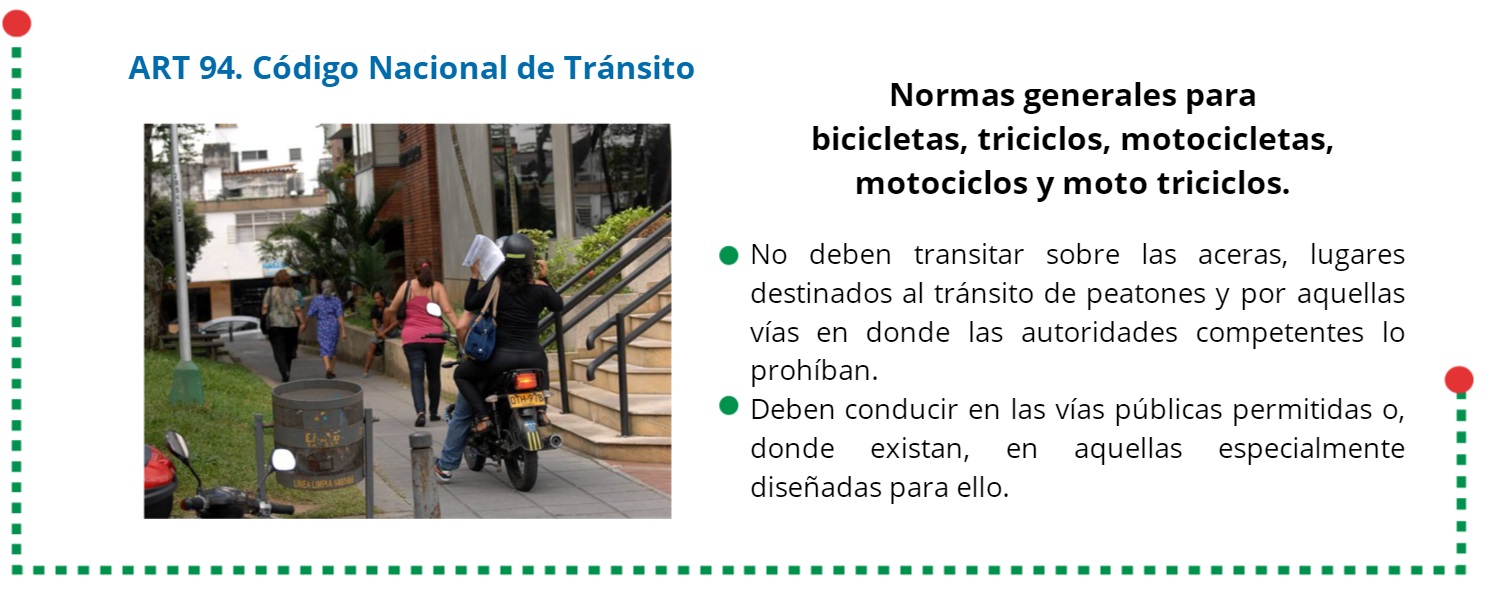 ART 94. Código Nacional de Tránsito
Normas generales para
bicicletas, triciclos, motocicletas,
motociclos y moto triciclos.
No deben transitar sobre las aceras, lugares
destinados al tránsito de peatones y por aquellas
vías en donde las autoridades competentes lo
prohíban.
Deben conducir en las vías públicas permitidas o,
donde existan, en aquellas especialmente
diseñadas para ello.
LINEA LIMPIA